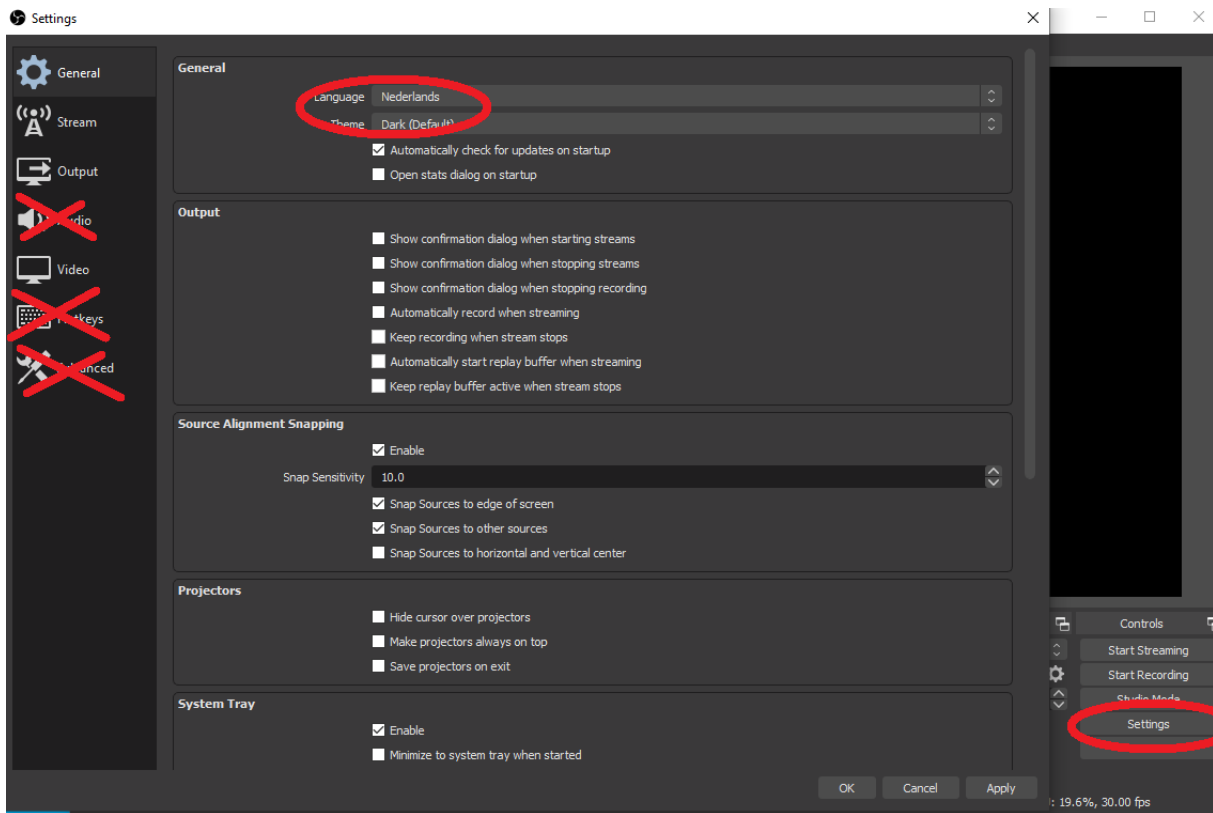 Settings
General
Stream
Output
Video
General
Language Nederlands
Theme Dark (Default)
Automatically check for updates on startup
Open stats dialog on startup
Output
Show confirmation dialog when starting streams
Show confirmation dialog when stopping streams
Show confirmation dialog when stopping recording
Automatically record when streaming
Keep recording when stream stops
Automatically start replay buffer when streaming
Keep replay buffer active when stream stops
Source Alignment Snapping
Enable
Snap Sensitivity 10.0
Snap Sources to edge of screen
Snap Sources to other sources
Snap Sources to horizontal and vertical center
Projectors
Hide cursor over projectors
Make projectors always on top
Save projectors on exit
System Tray
Enable
Minimize to system tray when started
OK Cancel Apply
Controls
Start Streaming
Start Recording
Studio Mode
Settings
19.6%, 30.00 fps